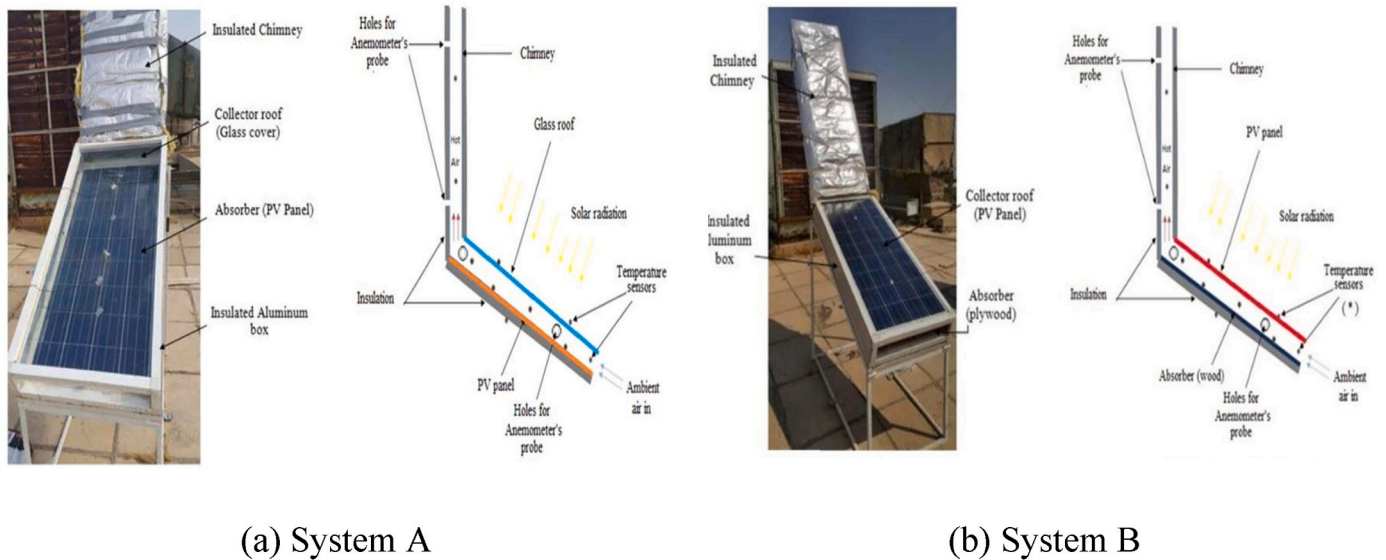 Insulated Chimney
Collector roof
(Glass cover)
Absorber (PV Panel)
Insulated Aluminum
box
Holes for
Anemometer's
probe
Chimney
Hot
Air
Glass roof
Solar radiation
Temperature
sensors
Insulation
PV panel
Holes for
Anemometer's
probe
Ambient
air in
(a) System A
Insulated
Chimney
Insulated
luminum
box
Collector roof
(PV Panel)
Absorber
(plywood)
Holes for
Anemometer's
probe
Chimney
Hot
Air
PV panel
Solar radiation
Temperature
sensors
(*)
Insulation
Absorber (wood)
Holes for
Anemometer's
probe
Ambient
air in
(b) System B